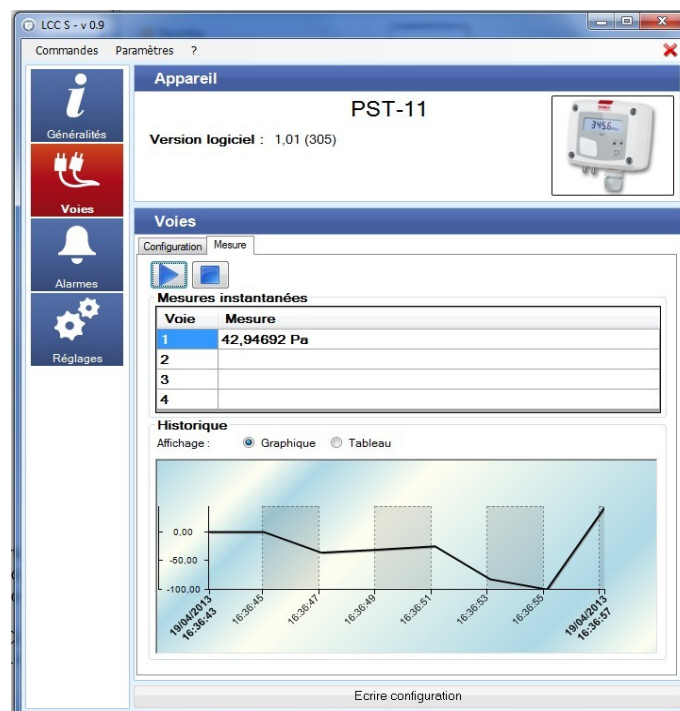 LCC S - v 0.9
Commandes Paramètres ?
Généralités
Voies
Alarmes
Réglages
Appareil
PST-11
Version logiciel : 1,01 (305)
345.6
Voies
Configuration Mesure
Mesures instantanées
Voie Mesure
1 42,94692 Pa
2
3
4
Historique
Affichage : Graphique Tableau
0,00
-50,00
-100,00
19/04/2013 16:36:43
16:36:45
16:36:47
16:36:49
16:36:51
16:36:53
16:36:55
19/04/2013 16:36:57
Ecrire configuration